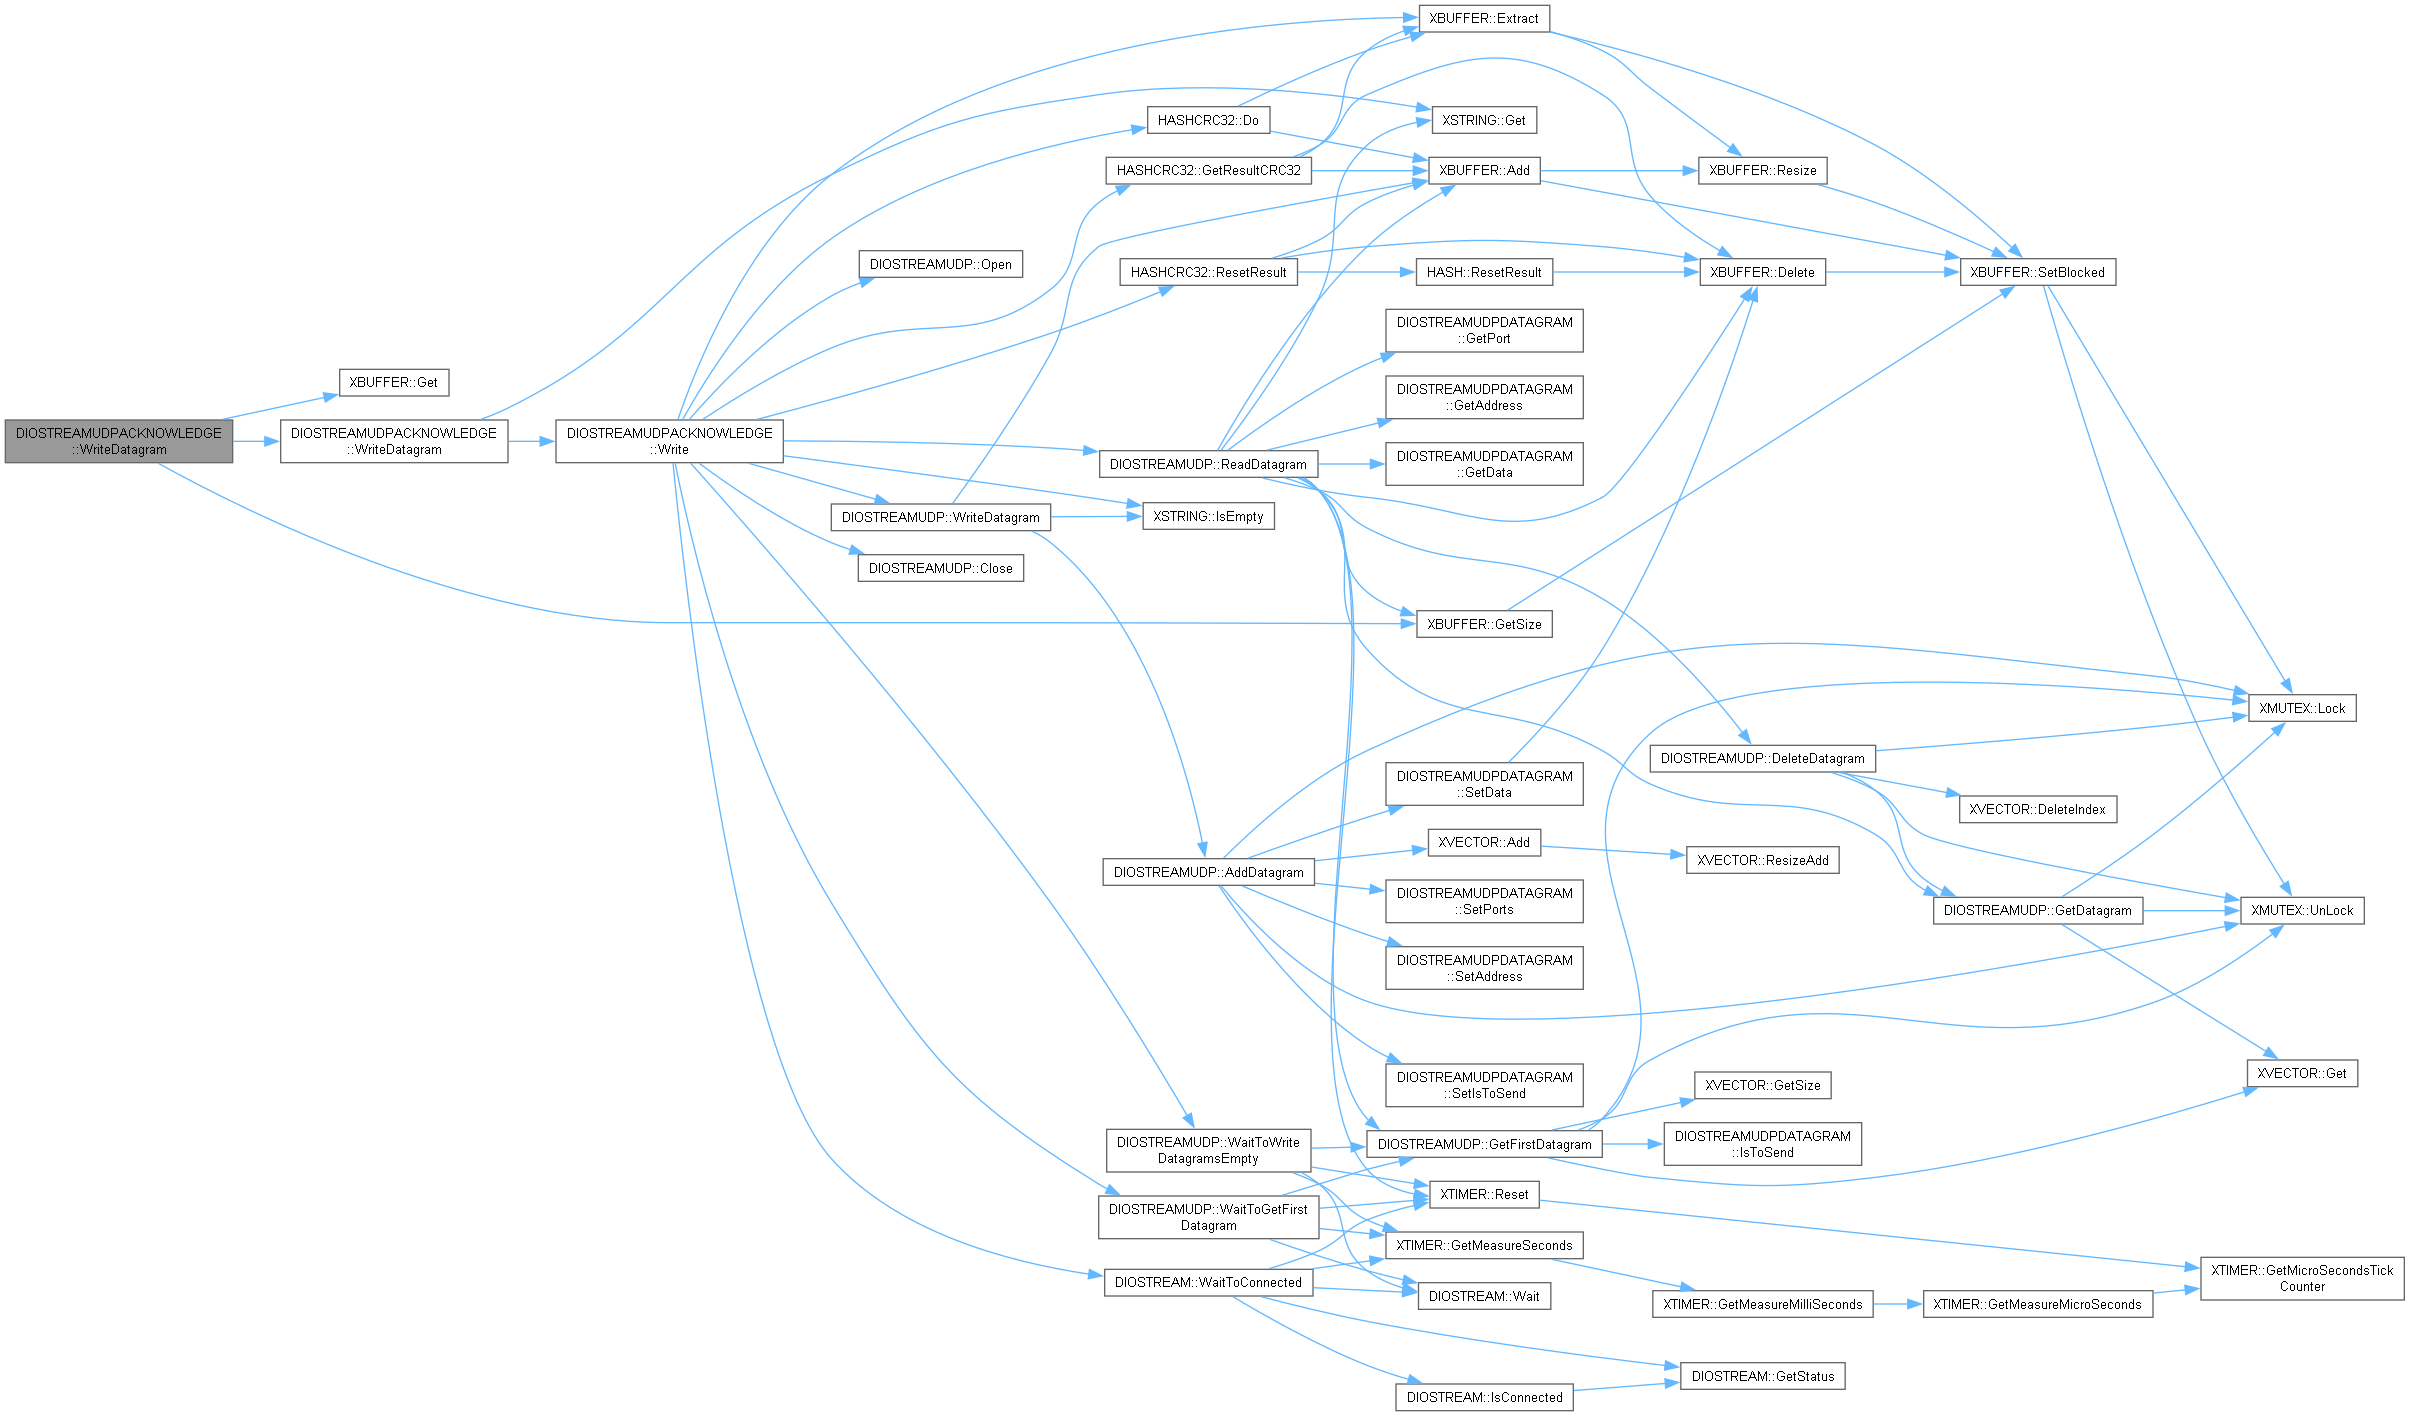 DIOSTREAMUDPACKNOWLEDGE
::WriteDatagram
XBUFFER::Get
DIOSTREAMUDPACKNOWLEDGE
::WriteDatagram
DIOSTREAMUDPACKNOWLEDGE
::Write
DIOSTREAMUDP::Open
DIOSTREAMUDP::WriteDatagram
DIOSTREAMUDP::Close
HASHCRC32::Do
HASHCRC32::GetResultCRC32
HASHCRC32::ResetResult
DIOSTREAMUDP::ReadDatagram
XSTRING::IsEmpty
DIOSTREAMUDP::AddDatagram
DIOSTREAMUDP::WaitToWrite
DatagramsEmpty
DIOSTREAMUDP::WaitToGetFirst
Datagram
DIOSTREAM::WaitToConnected
XBUFFER::Extract
XSTRING::Get
XBUFFER::Add
HASH::ResetResult
DIOSTREAMUDPDATAGRAM
::GetPort
DIOSTREAMUDPDATAGRAM
::GetAddress
DIOSTREAMUDPDATAGRAM
::GetData
XBUFFER::GetSize
DIOSTREAMUDPDATAGRAM
::SetData
XVECTOR::Add
DIOSTREAMUDPDATAGRAM
::SetPorts
DIOSTREAMUDPDATAGRAM
::SetAddress
DIOSTREAMUDPDATAGRAM
::SetIsToSend
DIOSTREAMUDP::GetFirstDatagram
XTIMER::Reset
XTIMER::GetMeasureSeconds
DIOSTREAM::Wait
DIOSTREAM::IsConnected
XBUFFER::Resize
XBUFFER::Delete
DIOSTREAMUDP::DeleteDatagram
XVECTOR::ResizeAdd
XVECTOR::GetSize
DIOSTREAMUDPDATAGRAM
::IsToSend
XTIMER::GetMeasureMilliSeconds
DIOSTREAM::GetStatus
XBUFFER::SetBlocked
XVECTOR::DeleteIndex
DIOSTREAMUDP::GetDatagram
XTIMER::GetMeasureMicroSeconds
XMUTEX::Lock
XMUTEX::UnLock
XVECTOR::Get
XTIMER::GetMicroSecondsTick
Counter